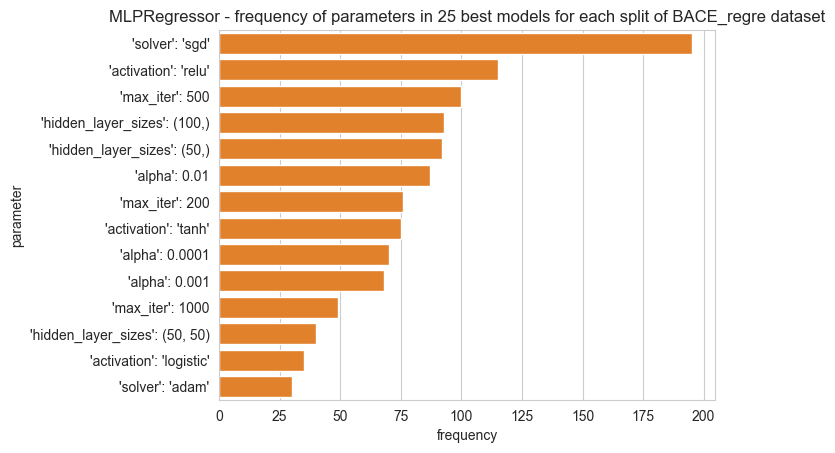 MLPRegressor - frequency of parameters in 25 best models for each split of BACE_regre dataset
parameter
'solver': 'sgd'
'activation': 'relu'
'max_iter': 500
'hidden_layer_sizes': (100,)
'hidden_layer_sizes': (50,)
'alpha': 0.01
'max_iter': 200
'activation': 'tanh'
'alpha': 0.0001
'alpha': 0.001
'max_iter': 1000
'hidden_layer_sizes': (50, 50)
'activation': 'logistic'
'solver': 'adam'
0 25 50 75 100 125 150 175 200
frequency